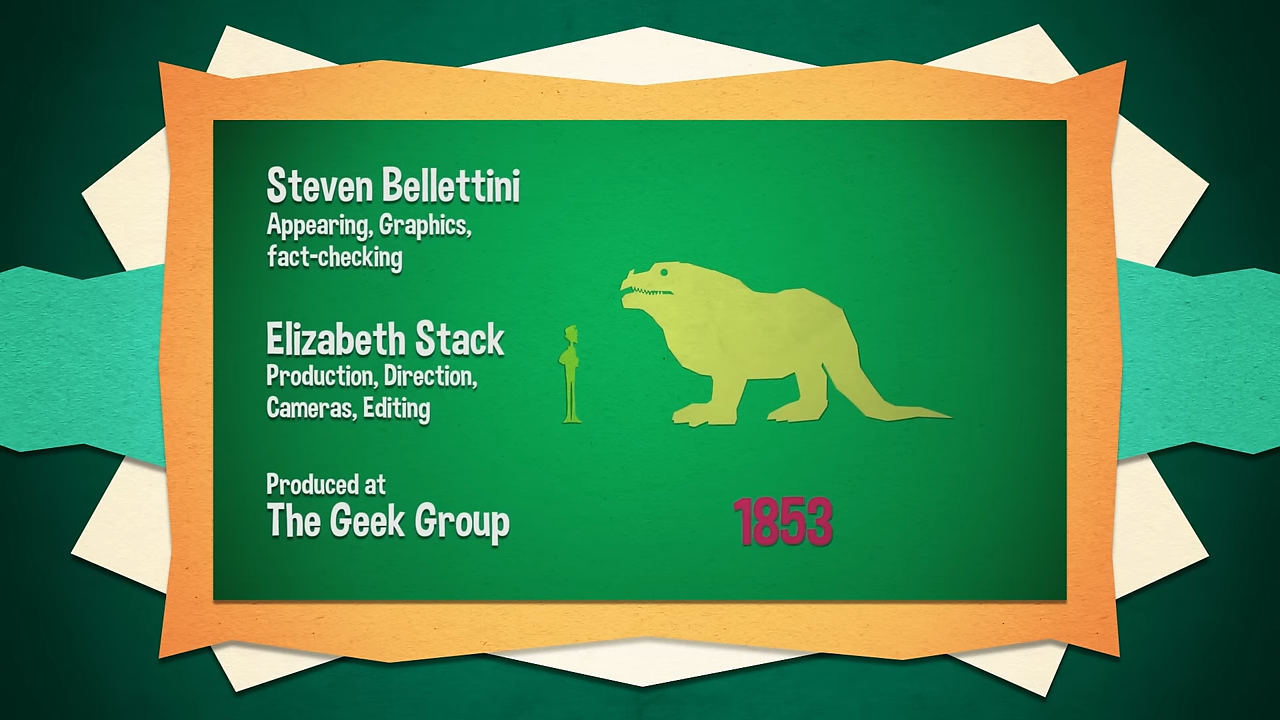 Steven Bellettini
Appearing, Graphics,
fact-checking
Elizabeth Stack
Production, Direction,
Cameras, Editing
Produced at
The Geek Group
1853